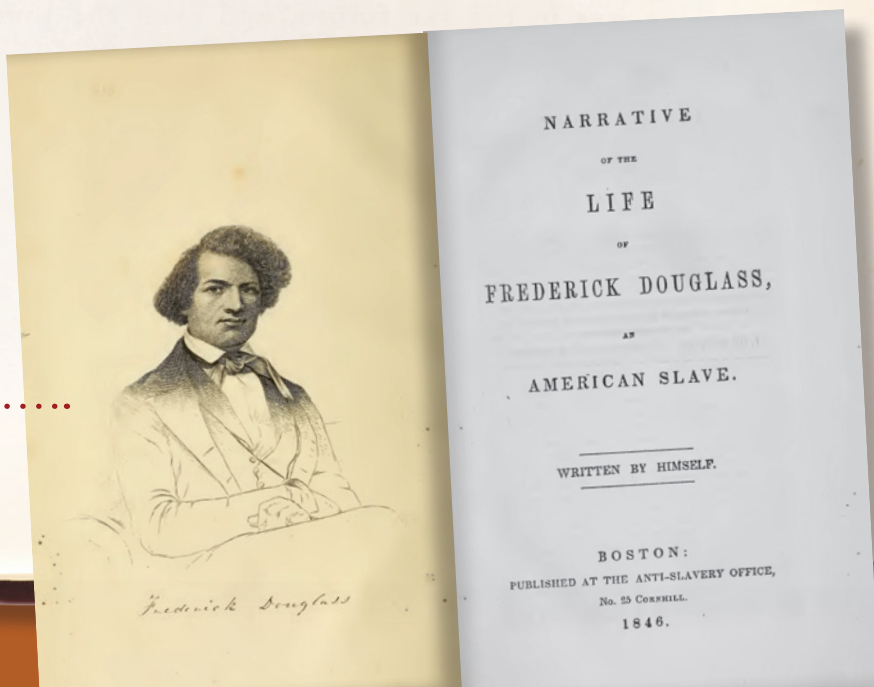 Frederick Douglass
NARRATIVE
OF THE
LIFE
OF
FREDERICK DOUGLASS,
AN
AMERICAN SLAVE.
WRITTEN BY HIMSELF.
BOSTON:
PUBLISHED AT THE ANTI-SLAVERY OFFICE,
No. 25 CORNHILL.
1846.